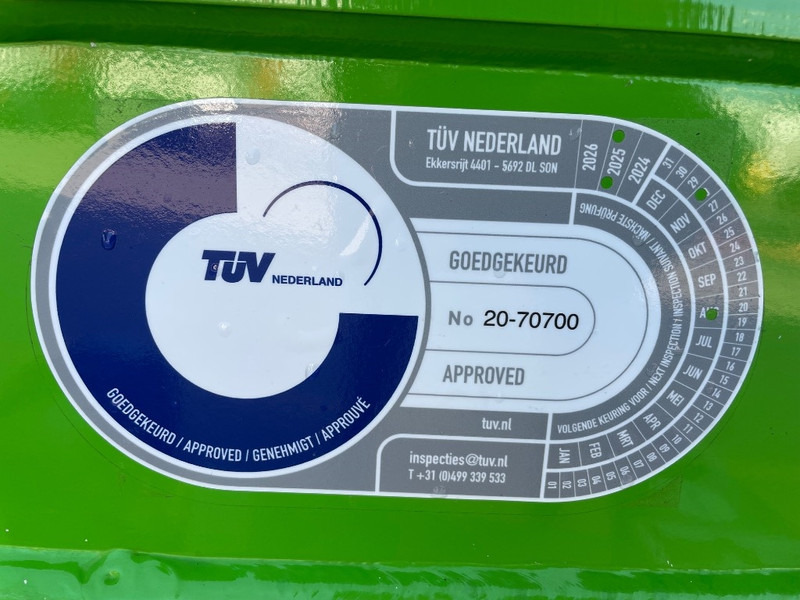 TÜV NEDERLAND
Ekkersrijt 4401 - 5692 DL SON
2026
2025
2024
TÜV NEDERLAND
GOEDGEKEURD
No 20-70700
APPROVED
GOEDGEKEURD / APPROVED / GENEHMIGT / APPROUVÉ
tuv.nl
inspecties@tuv.nl
T +31 (0)499 339 533
VOLGENDE KEURING VOOR / NEXT INSPECTION / INSPECTION SUIVANT / NÄCHSTE PRÜFUNG
DEC
NOV
OKT
SEP
JUL
JUN
MEI
APR
MRT
FEB
JAN
31
30
29
27
26
25
24
23
22
21
20
19
18
17
16
15
14
13
12
11
10
09
08
07
06
05
04
03
02
01